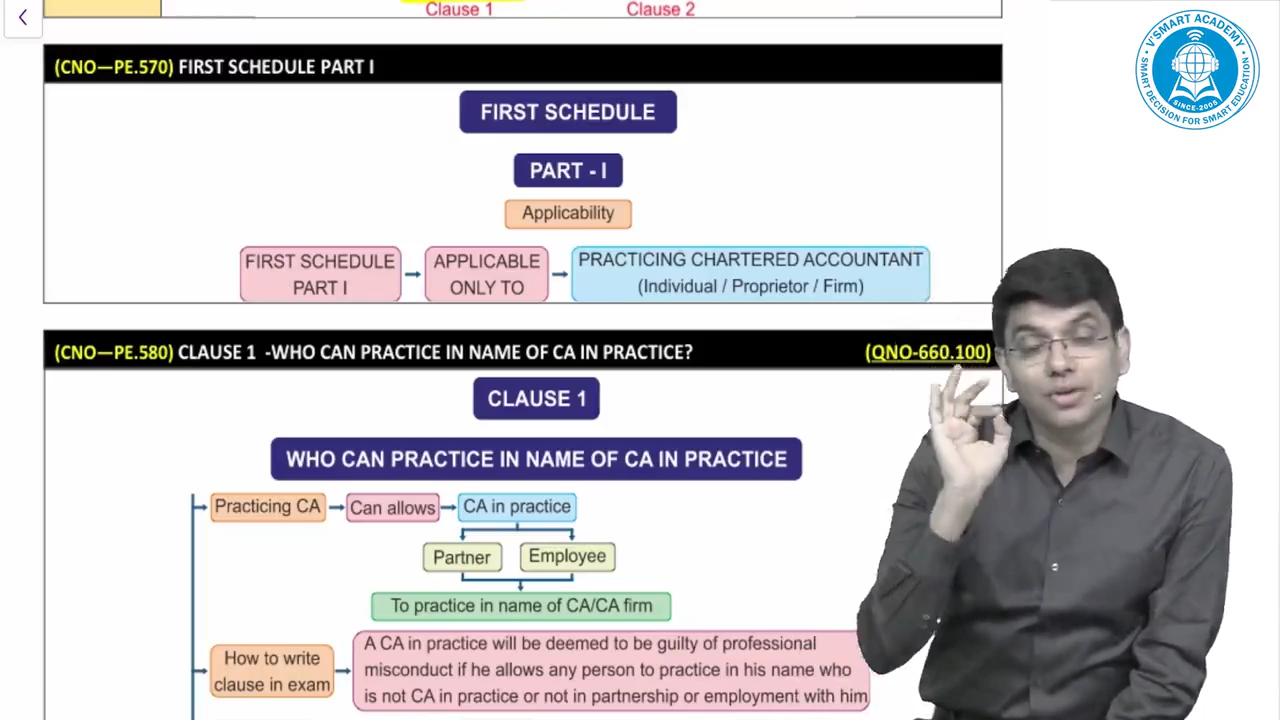 Clause 1
Clause 2
(CNO—PE.570) FIRST SCHEDULE PART I
FIRST SCHEDULE
PART - I
Applicability
FIRST SCHEDULE
PART I
APPLICABLE
ONLY TO
PRACTICING CHARTERED ACCOUNTANT
(Individual / Proprietor / Firm)
(CNO—PE.580) CLAUSE 1 -WHO CAN PRACTICE IN NAME OF CA IN PRACTICE?
(QNO-660.100)
CLAUSE 1
WHO CAN PRACTICE IN NAME OF CA IN PRACTICE
Practicing CA
Can allows
CA in practice
Partner
Employee
To practice in name of CA/CA firm
How to write
clause in exam
A CA in practice will be deemed to be guilty of professional
misconduct if he allows any person to practice in his name who
is not CA in practice or not in partnership or employment with him
V'SMART ACADEMY
SINCE-2005
SMART DECISION FOR SMART EDUCATION